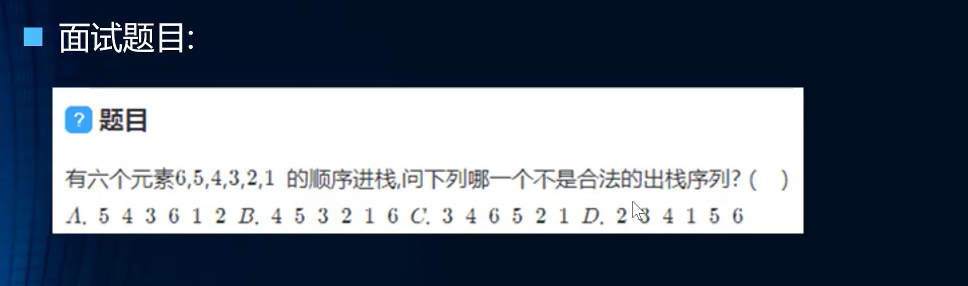 面试题目:
? 题目
有六个元素6,5,4,3,2,1 的顺序进栈,问下列哪一个不是合法的出栈序列? ( )
A. 5 4 3 6 1 2 B. 4 5 3 2 1 6 C. 3 4 6 5 2 1 D. 2 3 4 1 5 6